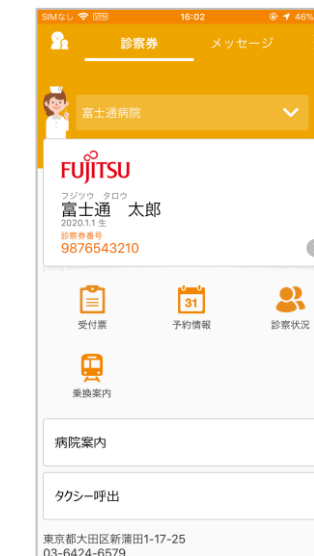 SIMなし VPN 16:02 46%
診察券 メッセージ
富士通病院
FUJITSU
フジツウ タロウ
富士通 太郎
2020.1.1 生
診察券番号
9876543210
31
受付票 予約情報 診察状況
乗換案内
病院案内
タクシー呼出
東京都大田区新蒲田1-17-25
03-6424-6579